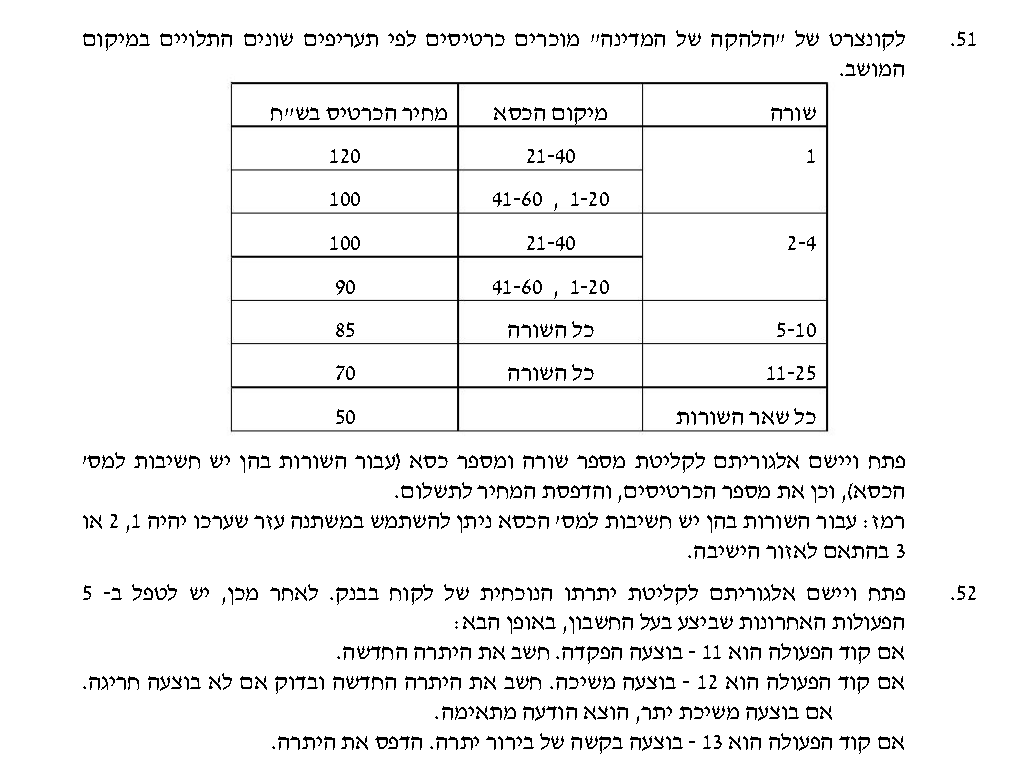 51. לקונצרט של "הלהקה של המדינה" מוכרים כרטיסים לפי תעריפים שונים התלויים במיקום
המושב.
שורה מיקום הכסא מחיר הכרטיס בש"ח
1 21-40 120
41-60 , 1-20 100
2-4 21-40 100
41-60 , 1-20 90
5-10 כל השורה 85
11-25 כל השורה 70
כל שאר השורות 50
פתח ויישם אלגוריתם לקליטת מספר שורה ומספר כסא (עבור השורות בהן יש חשיבות למס'
הכסא), וכן את מספר הכרטיסים, והדפסת המחיר לתשלום.
רמז: עבור השורות בהן יש חשיבות למס' הכסא ניתן להשתמש במשתנה עזר שערכו יהיה 1, 2 או
3 בהתאם לאזור הישיבה.
52. פתח ויישם אלגוריתם לקליטת יתרתו הנוכחית של לקוח בבנק. לאחר מכן, יש לטפל ב- 5
הפעולות האחרונות שביצע בעל החשבון, באופן הבא:
אם קוד הפעולה הוא 11 - בוצעה הפקדה. חשב את היתרה החדשה.
אם קוד הפעולה הוא 12 - בוצעה משיכה. חשב את היתרה החדשה ובדוק אם לא בוצעה חריגה.
אם בוצעה משיכת יתר, הוצא הודעה מתאימה.
אם קוד הפעולה הוא 13 - בוצעה בקשה של בירור יתרה. הדפס את היתרה.